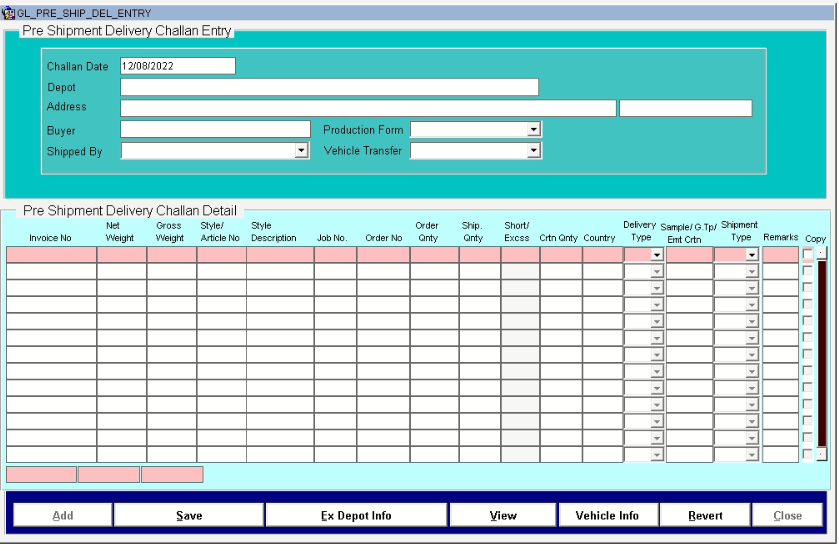 GL_PRE_SHIP_DEL_ENTRY
Pre Shipment Delivery Challan Entry
Challan Date 12/08/2022
Depot
Address
Buyer Production Form
Shipped By Vehicle Transfer
Pre Shipment Delivery Challan Detail
Net Gross Style/ Style Order Ship. Short/ Delivery Sample/ G.Tp/ Shipment
Invoice No Weight Weight Article No Description Job No. Order No Qnty Qnty Excss Crtn Qnty Country Type Emt Crtn Type Remarks Copy
Add Save Ex Depot Info View Vehicle Info Revert Close